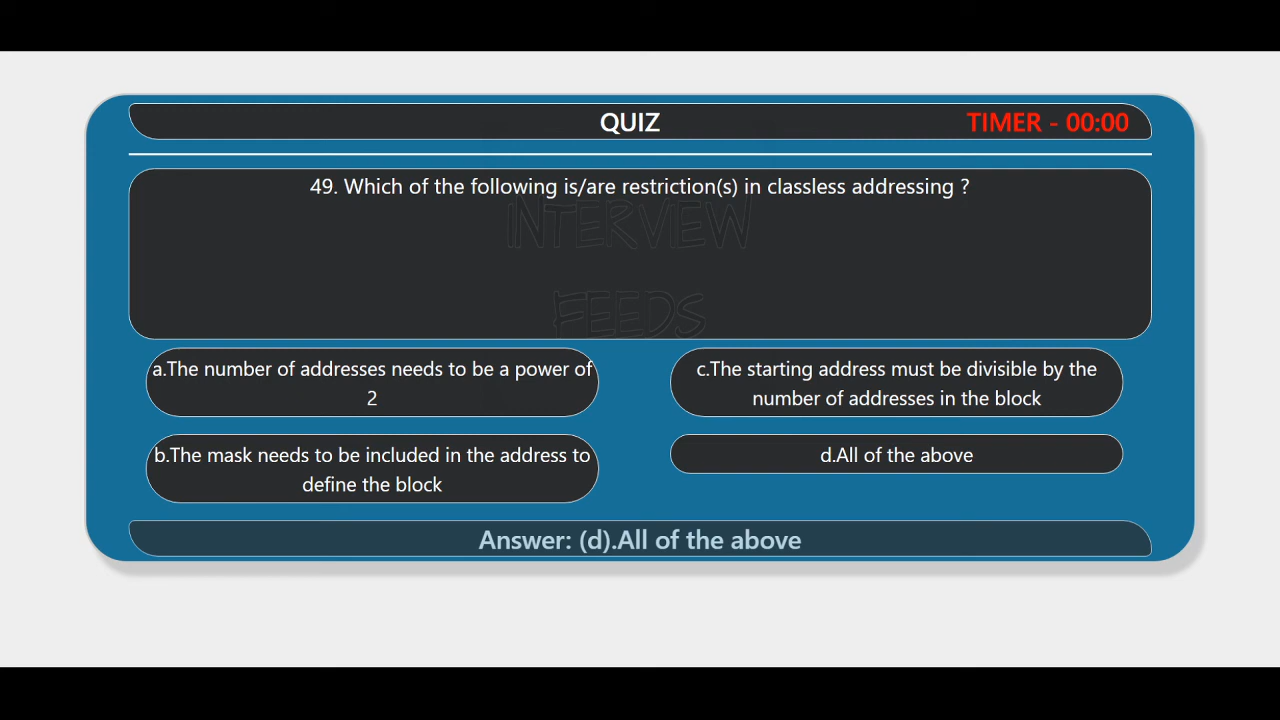 QUIZ
TIMER - 00:00
49. Which of the following is/are restriction(s) in classless addressing ?
INTERVIEW
FEEDS
a.The number of addresses needs to be a power of
2
b.The mask needs to be included in the address to
define the block
c.The starting address must be divisible by the
number of addresses in the block
d.All of the above
Answer: (d).All of the above